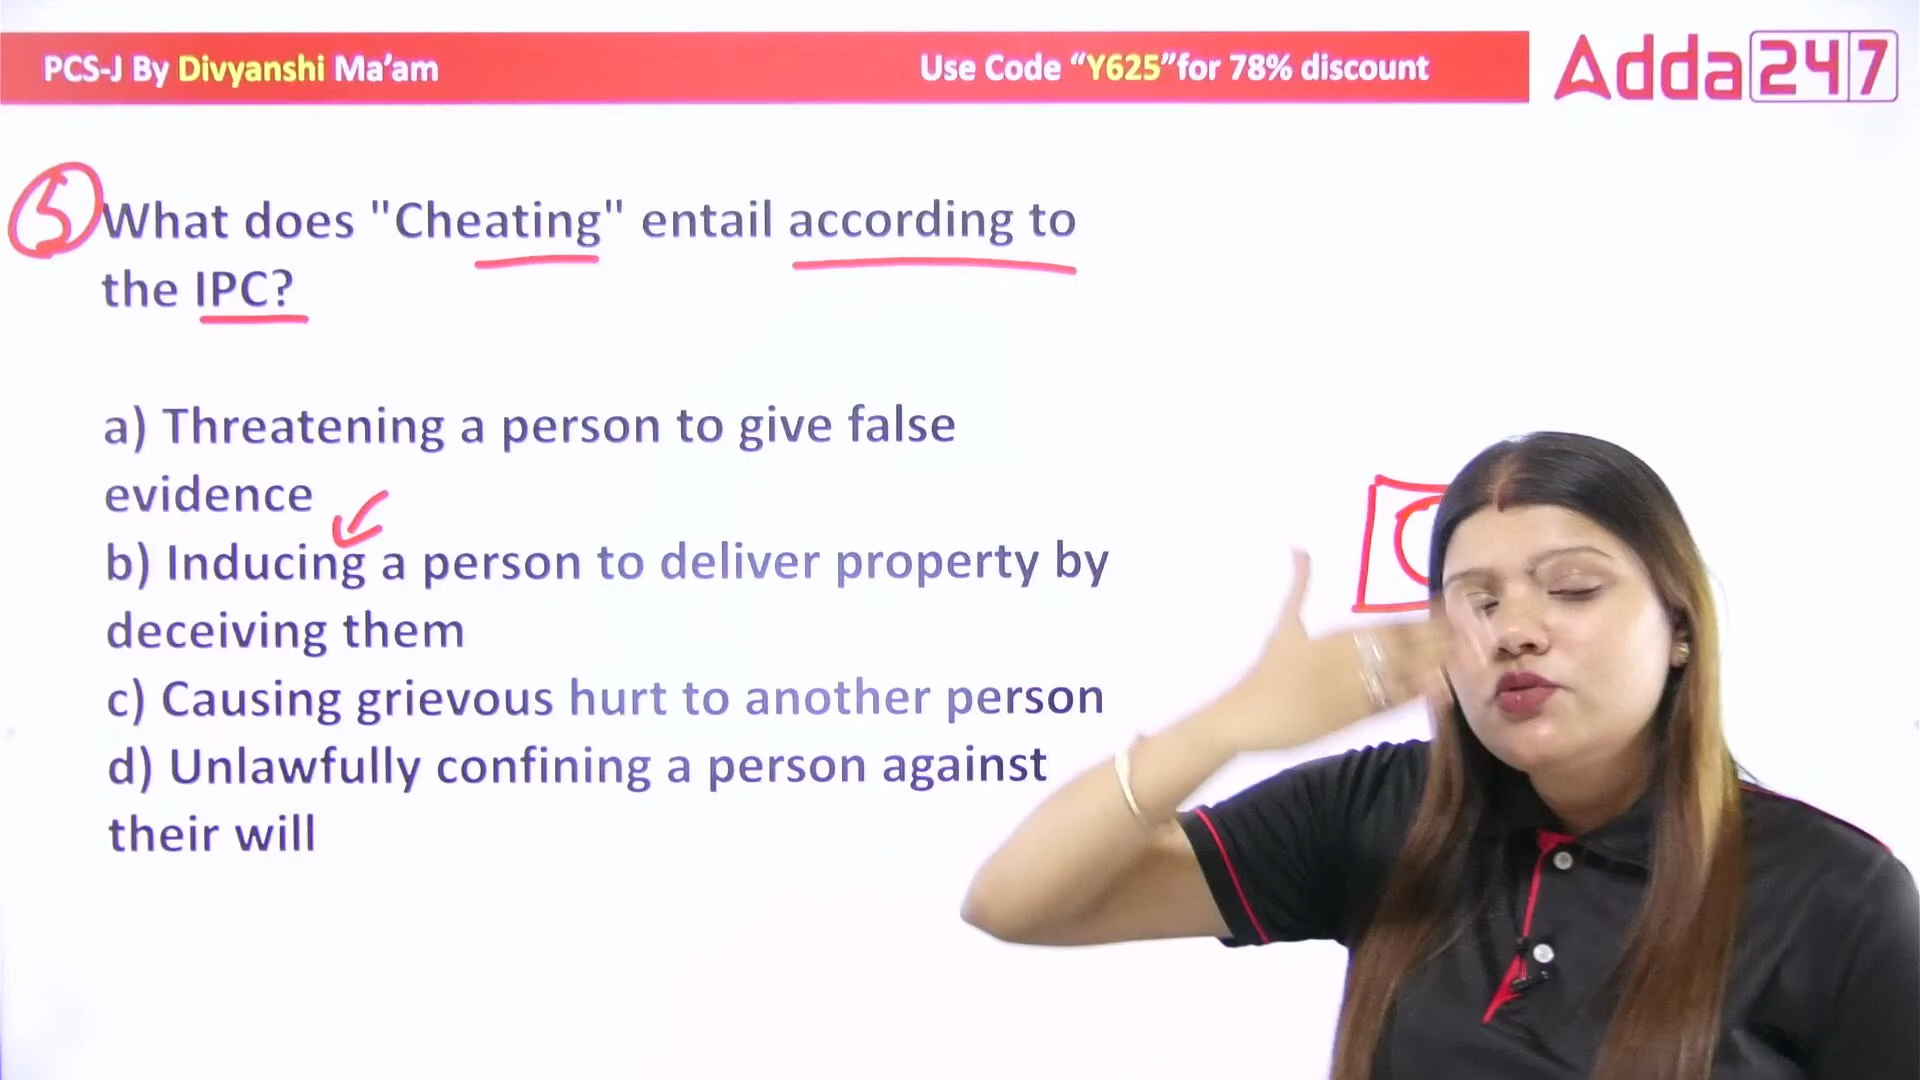 PCS-J By Divyanshi Ma’am
Use Code “Y625”for 78% discount
Adda247
5
What does "Cheating" entail according to
the IPC?
a) Threatening a person to give false
evidence
b) Inducing a person to deliver property by
deceiving them
c) Causing grievous hurt to another person
d) Unlawfully confining a person against
their will